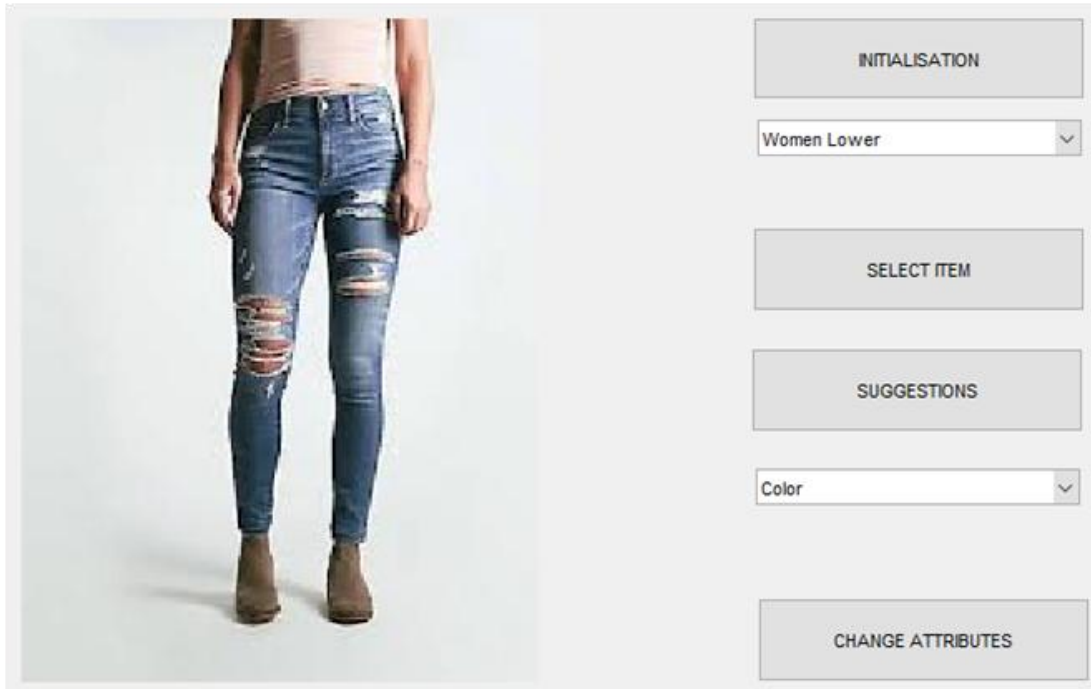 INITIALISATION
Women Lower
SELECT ITEM
SUGGESTIONS
Color
CHANGE ATTRIBUTES